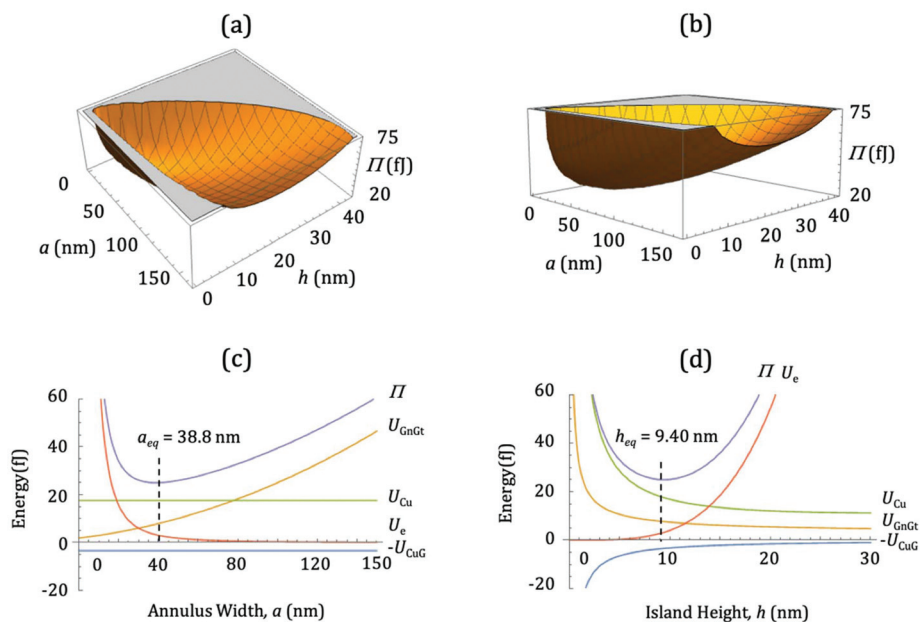 (a)
75
Π(fJ)
20
0
50
100
150
a (nm)
0
10
20
30
40
h (nm)
(b)
75
Π(fJ)
20
0
50
100
150
a (nm)
0
10
20
30
40
h (nm)
(c)
60
40
20
0
-20
Energy(fJ)
a_eq = 38.8 nm
Π
U_GnGt
U_Cu
U_e
-U_CuG
0
40
80
100
150
Annulus Width, a (nm)
(d)
Π U_e
60
40
20
0
-20
Energy(fJ)
h_eq = 9.40 nm
U_Cu
U_GnGt
-U_CuG
0
10
20
30
Island Height, h (nm)